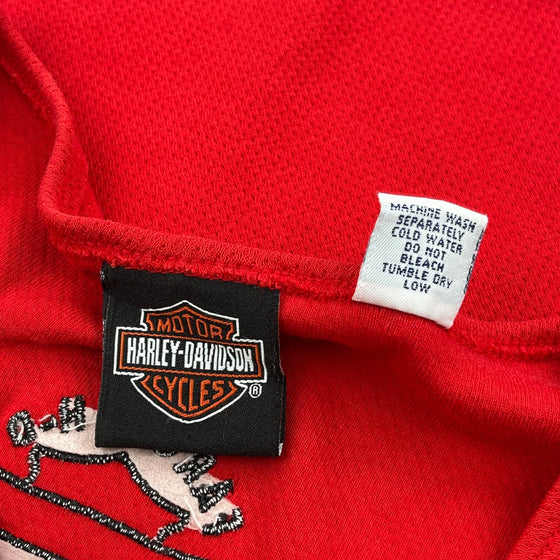 MACHINE WASH
SEPARATELY
COLD WATER
DO NOT
BLEACH
TUMBLE DRY
LOW
MOTOR
HARLEY-DAVIDSON
CYCLES ®